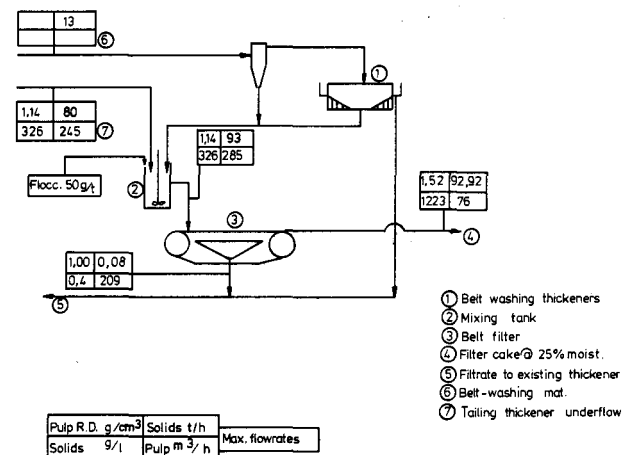 13
⑥
①
1,14 80
326 245 ⑦
1,14 93
326 285
Flocc. 50g/t
②
③
1,52 92,92
1223 76
④
1,00 0,08
0,4 209
⑤
① Belt washing thickeners
② Mixing tank
③ Belt filter
④ Filter cake @ 25% moist.
⑤ Filtrate to existing thickener
⑥ Belt-washing mat.
⑦ Tailing thickener underflow
Pulp R.D. g/cm³ Solids t/h
Solids g/l Pulp m³/h Max. flowrates